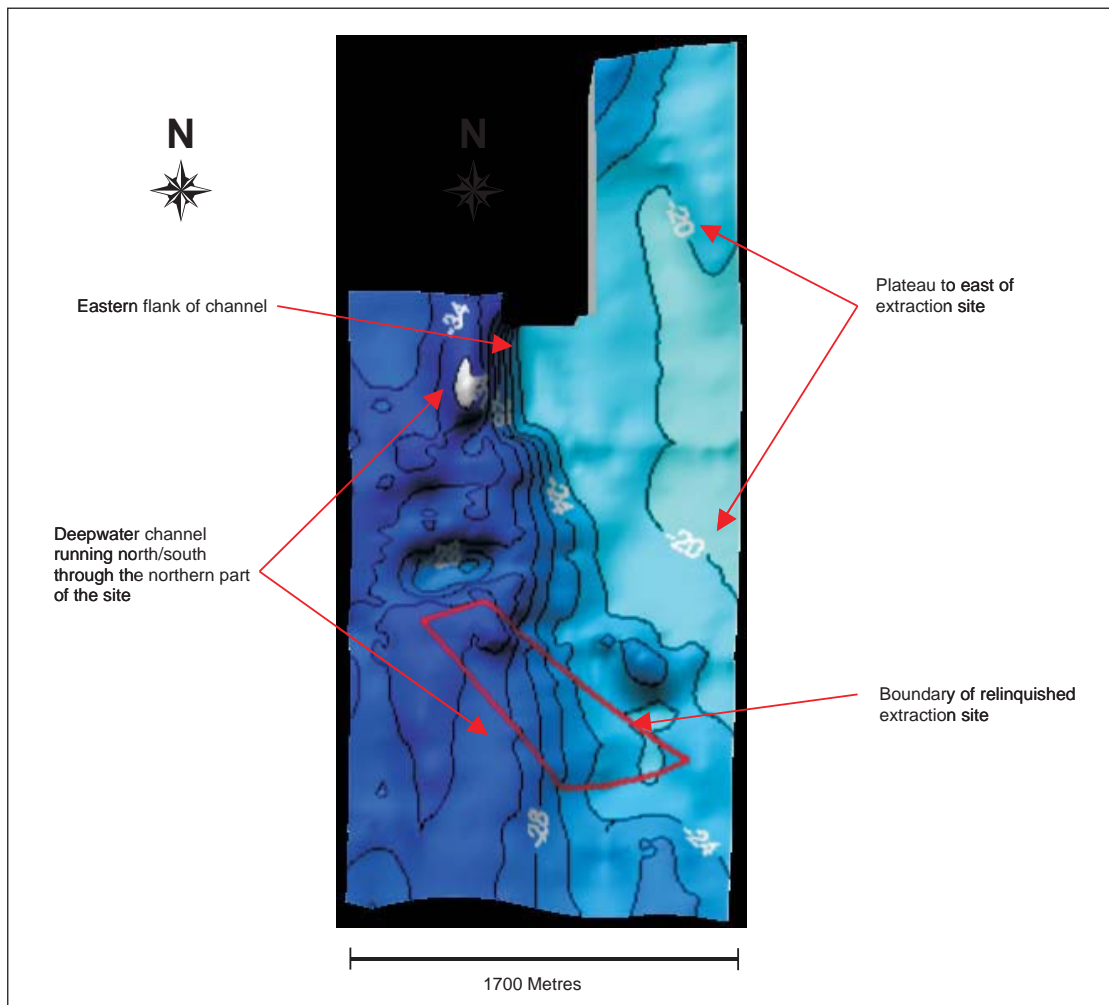 N
N
-20
Eastern flank of channel
-34
Plateau to east of
extraction site
-24
-20
Deepwater channel
running north/south
through the northern part
of the site
Boundary of relinquished
extraction site
-28
-24
1700 Metres